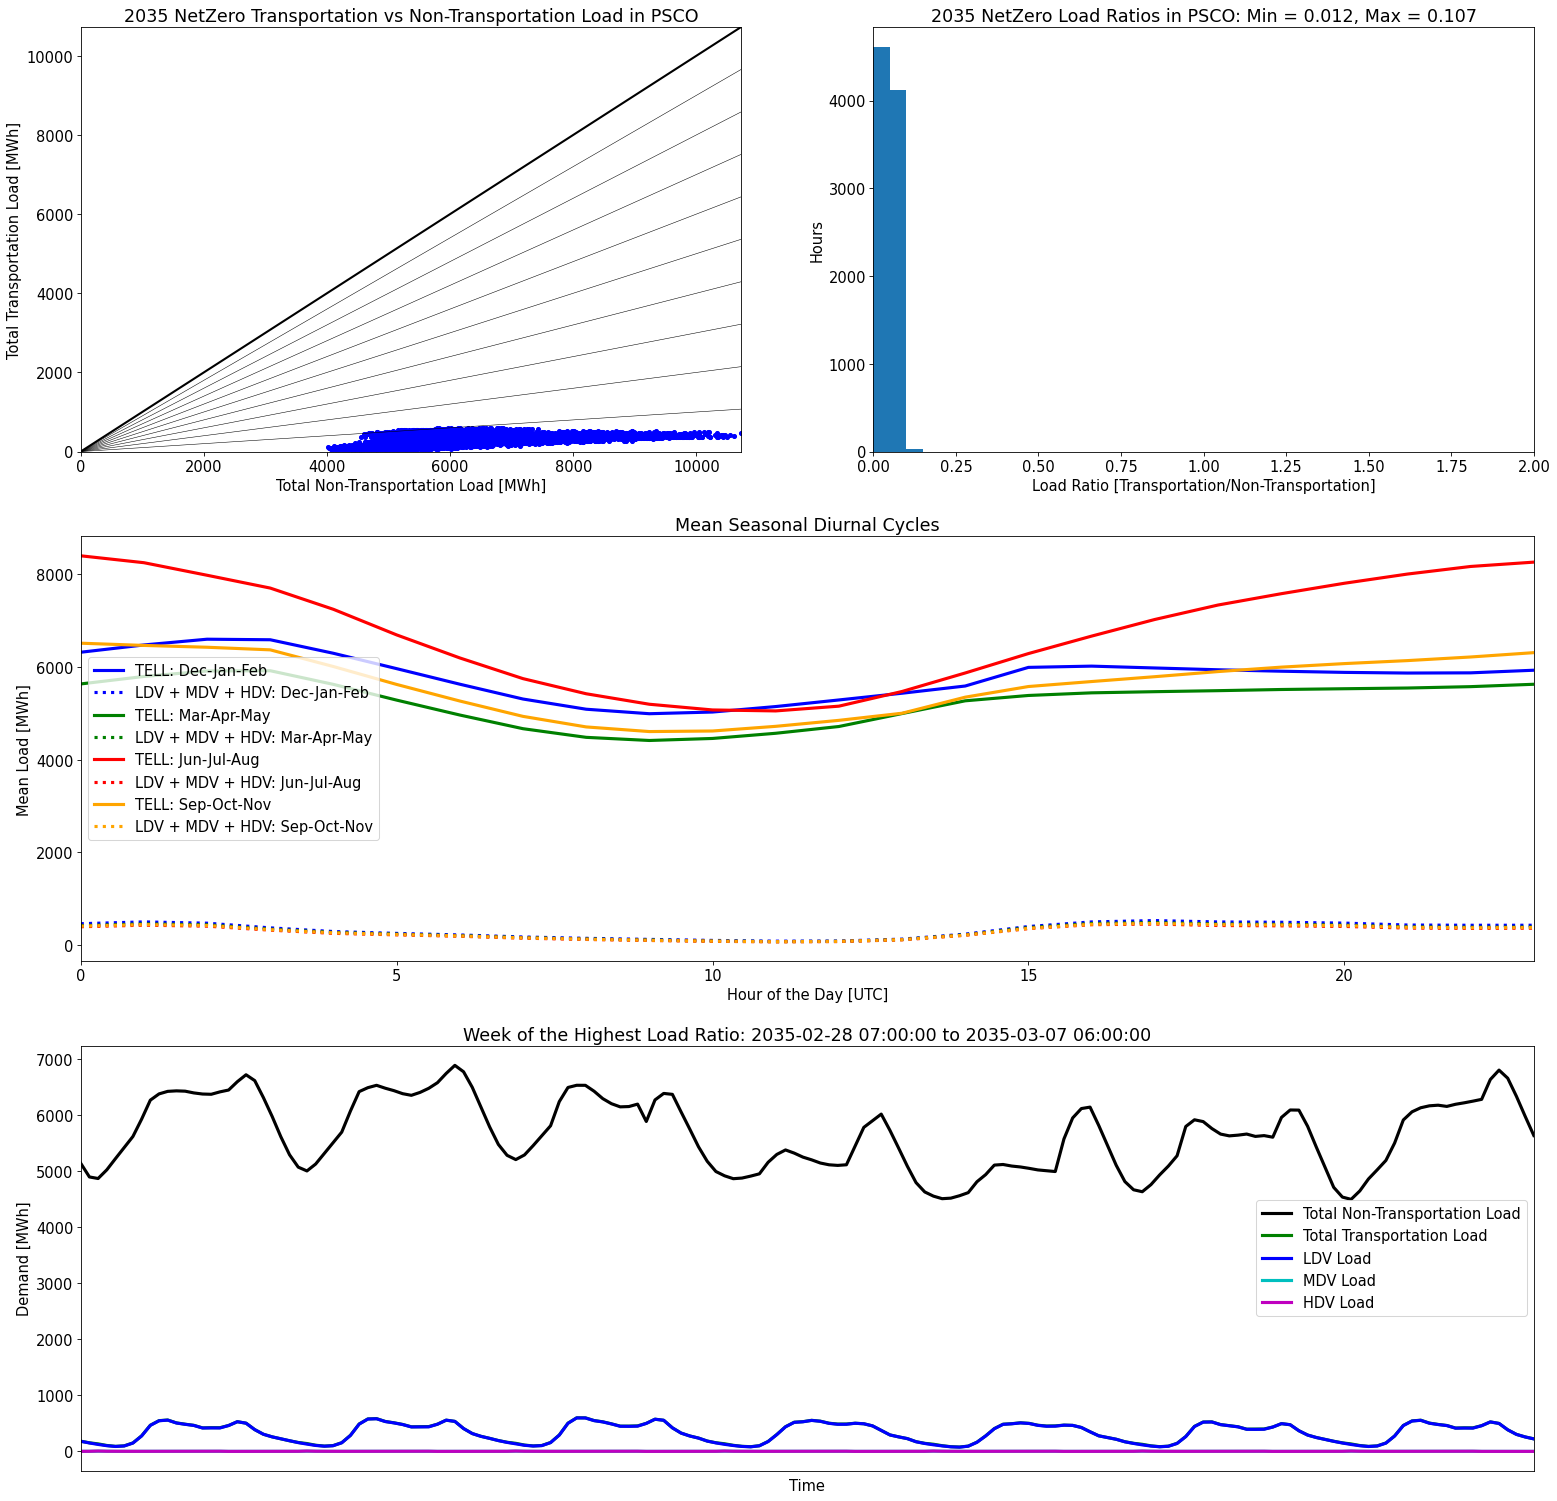 2035 NetZero Transportation vs Non-Transportation Load in PSCO
Total Transportation Load [MWh]
10000
8000
6000
4000
2000
0
0 2000 4000 6000 8000 10000
Total Non-Transportation Load [MWh]
2035 NetZero Load Ratios in PSCO: Min = 0.012, Max = 0.107
Hours
4000
3000
2000
1000
0
0.00 0.25 0.50 0.75 1.00 1.25 1.50 1.75 2.00
Load Ratio [Transportation/Non-Transportation]
Mean Seasonal Diurnal Cycles
Mean Load [MWh]
8000
6000
4000
2000
0
TELL: Dec-Jan-Feb
LDV + MDV + HDV: Dec-Jan-Feb
TELL: Mar-Apr-May
LDV + MDV + HDV: Mar-Apr-May
TELL: Jun-Jul-Aug
LDV + MDV + HDV: Jun-Jul-Aug
TELL: Sep-Oct-Nov
LDV + MDV + HDV: Sep-Oct-Nov
0 5 10 15 20
Hour of the Day [UTC]
Week of the Highest Load Ratio: 2035-02-28 07:00:00 to 2035-03-07 06:00:00
Demand [MWh]
7000
6000
5000
4000
3000
2000
1000
0
Total Non-Transportation Load
Total Transportation Load
LDV Load
MDV Load
HDV Load
Time